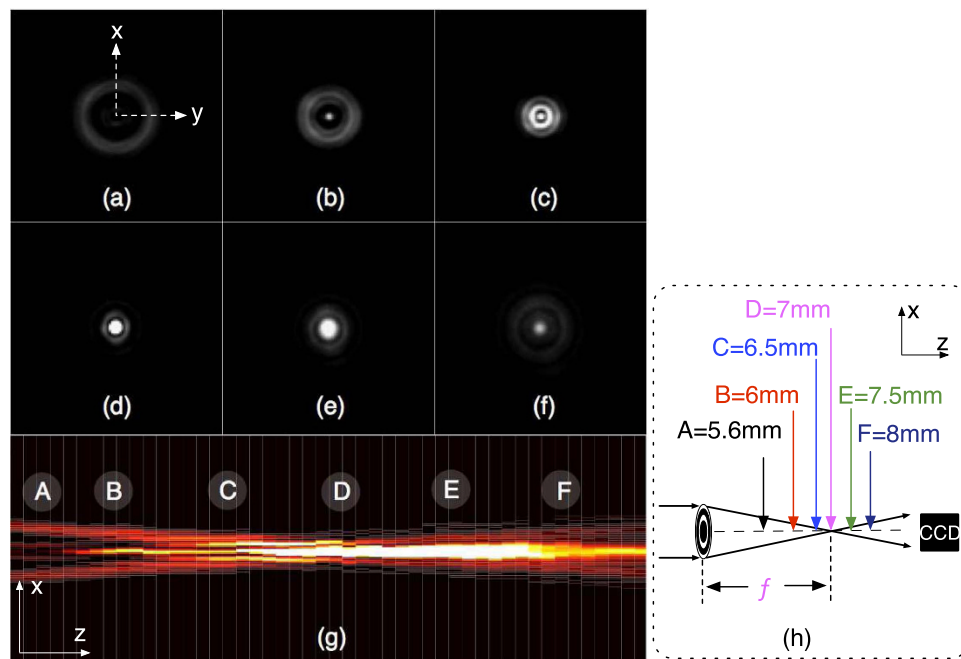 x
y
(a)
(b)
(c)
(d)
(e)
(f)
A
B
C
D
E
F
x
z
(g)
D=7mm
x
C=6.5mm
z
B=6mm
E=7.5mm
A=5.6mm
F=8mm
CCD
f
(h)